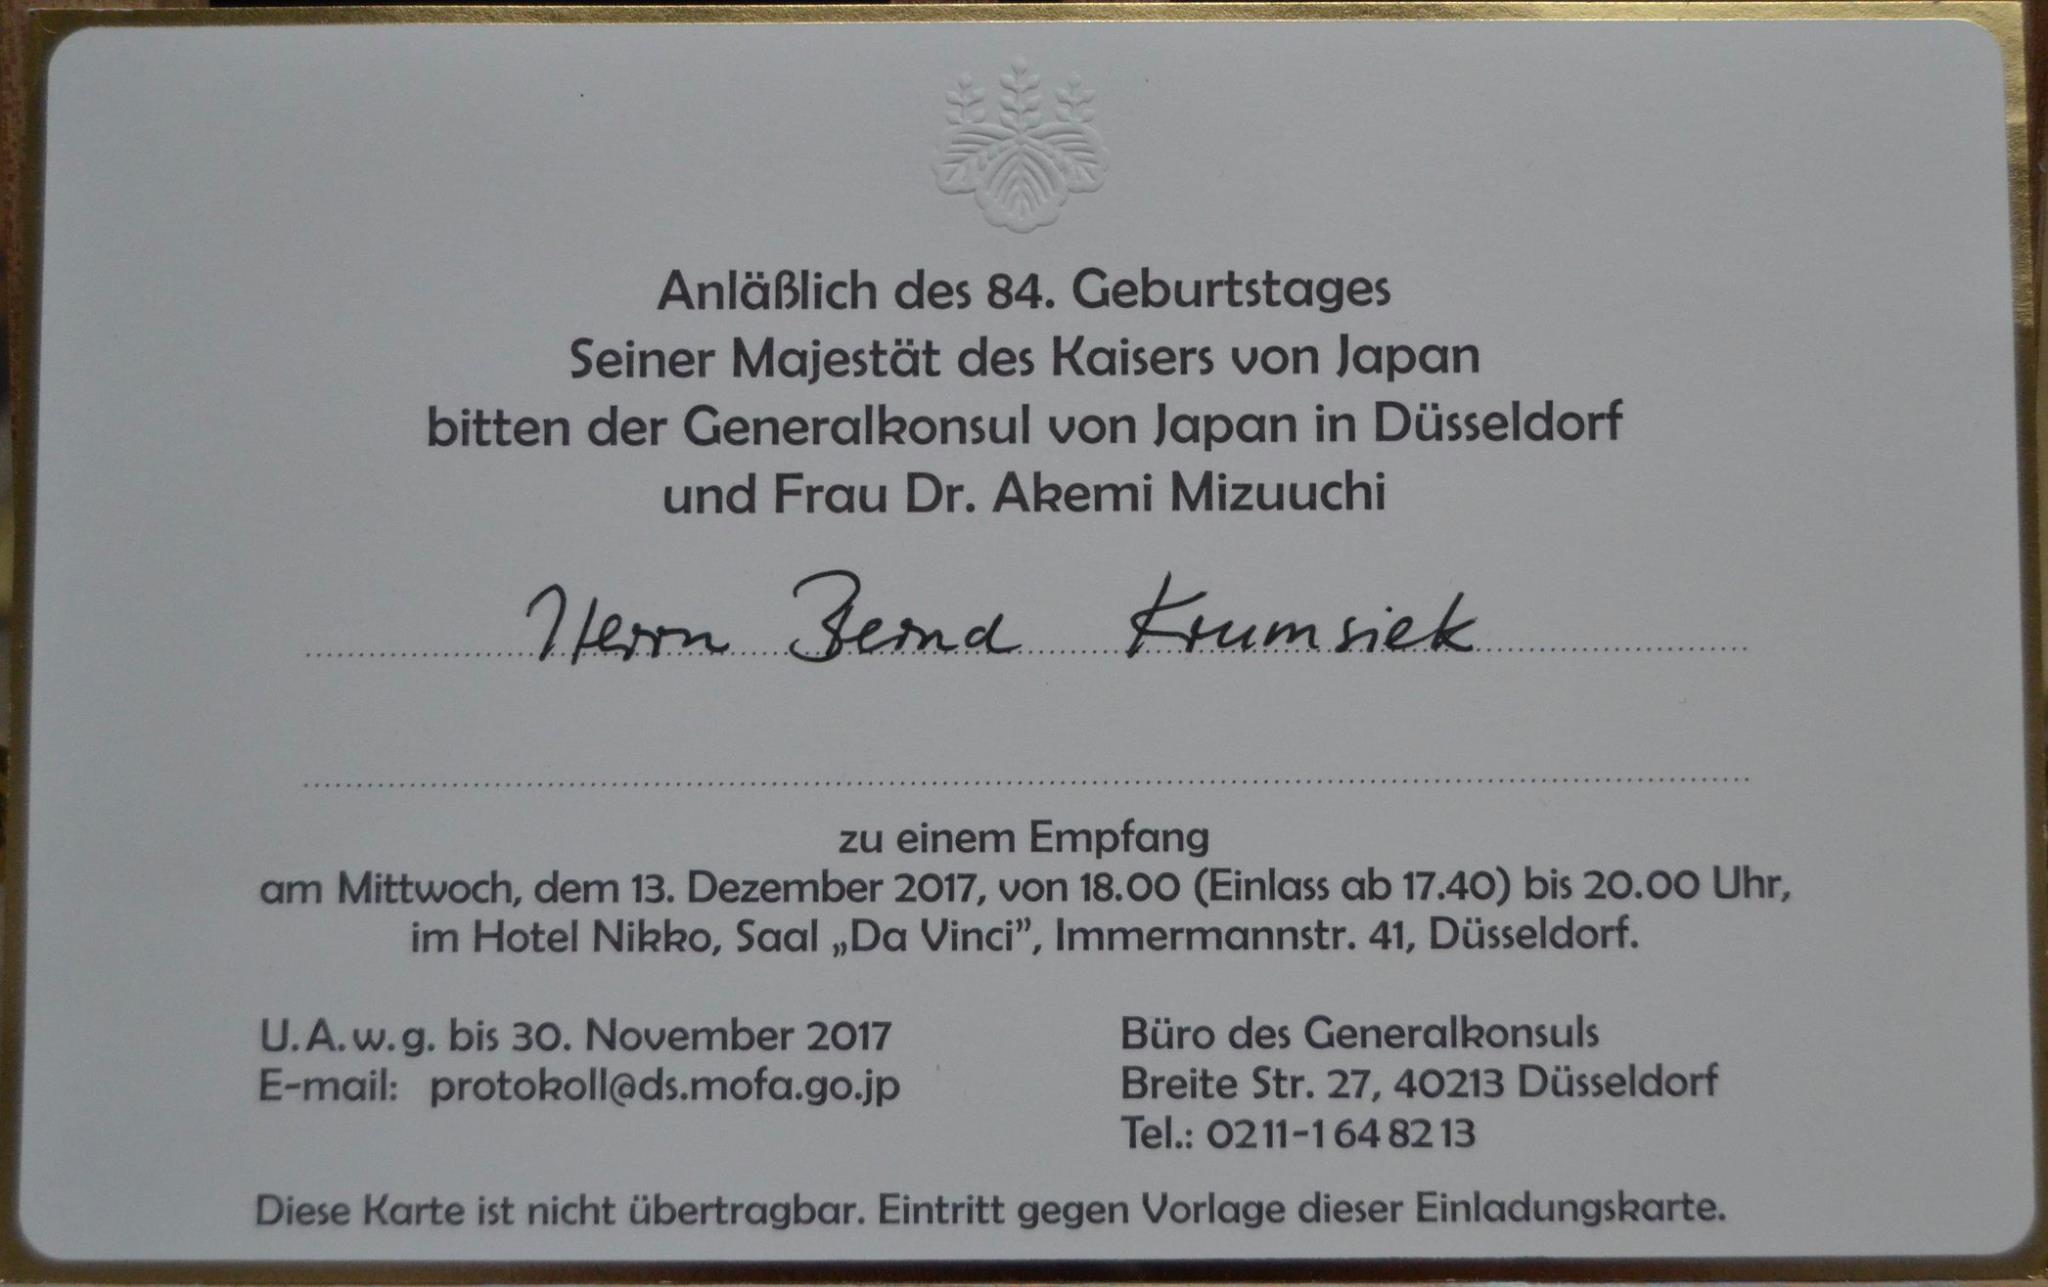 Anläßlich des 84. Geburtstages
Seiner Majestät des Kaisers von Japan
bitten der Generalkonsul von Japan in Düsseldorf
und Frau Dr. Akemi Mizuuchi
Herrn Bernd Krumsiek
zu einem Empfang
am Mittwoch, dem 13. Dezember 2017, von 18.00 (Einlass ab 17.40) bis 20.00 Uhr,
im Hotel Nikko, Saal „Da Vinci”, Immermannstr. 41, Düsseldorf.
U.A.w.g. bis 30. November 2017
E-mail: protokoll@ds.mofa.go.jp
Büro des Generalkonsuls
Breite Str. 27, 40213 Düsseldorf
Tel.: 0211-1 64 82 13
Diese Karte ist nicht übertragbar. Eintritt gegen Vorlage dieser Einladungskarte.